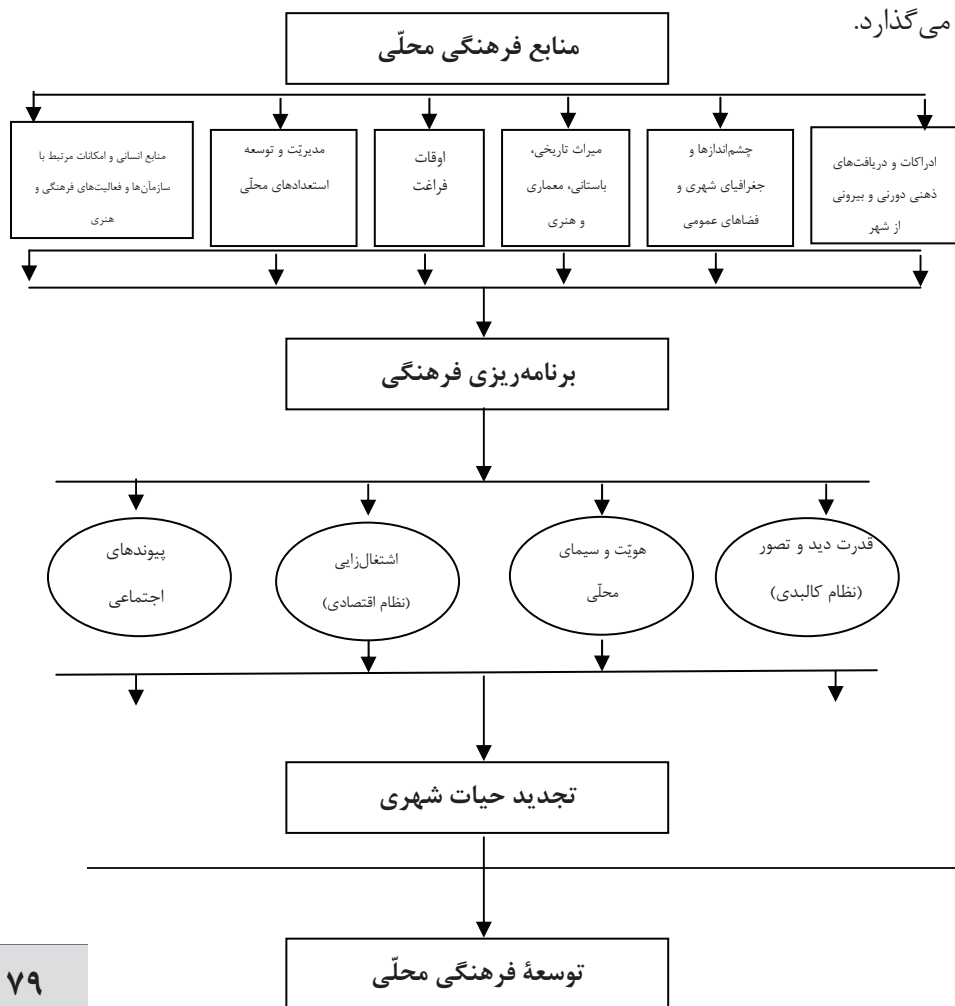 می‌گذارد.
منابع فرهنگی محلّی
ادراکات و دریافت‌های
ذهنی دورنی و بیرونی
از شهر
چشم‌اندازها و
جغرافیای شهری و
فضاهای عمومی
میراث تاریخی،
باستانی، معماری
و هنری
اوقات
فراغت
مدیریّت و توسعه
استعدادهای محلّی
منابع انسانی و امکانات مرتبط با
سازمآن‌ها و فعالیت‌های فرهنگی و
هنری
برنامه‌ریزی فرهنگی
قدرت دید و تصور
(نظام کالبدی)
هویّت و سیمای
محلّی
اشتغال‌زایی
(نظام اقتصادی)
پیوندهای
اجتماعی
تجدید حیات شهری
توسعهٔ فرهنگی محلّی
۷۹